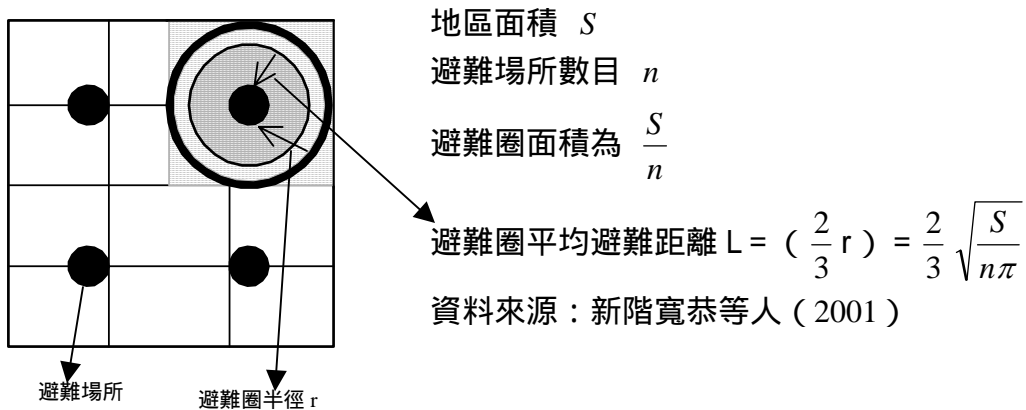 地區面積 S
避難場所數目 n
避難圈面積為 S/n
避難圈平均避難距離 L = ( 2/3 r ) = 2/3 √(S/nπ)
資料來源：新階寬恭等人（2001）
避難場所
避難圈半徑 r